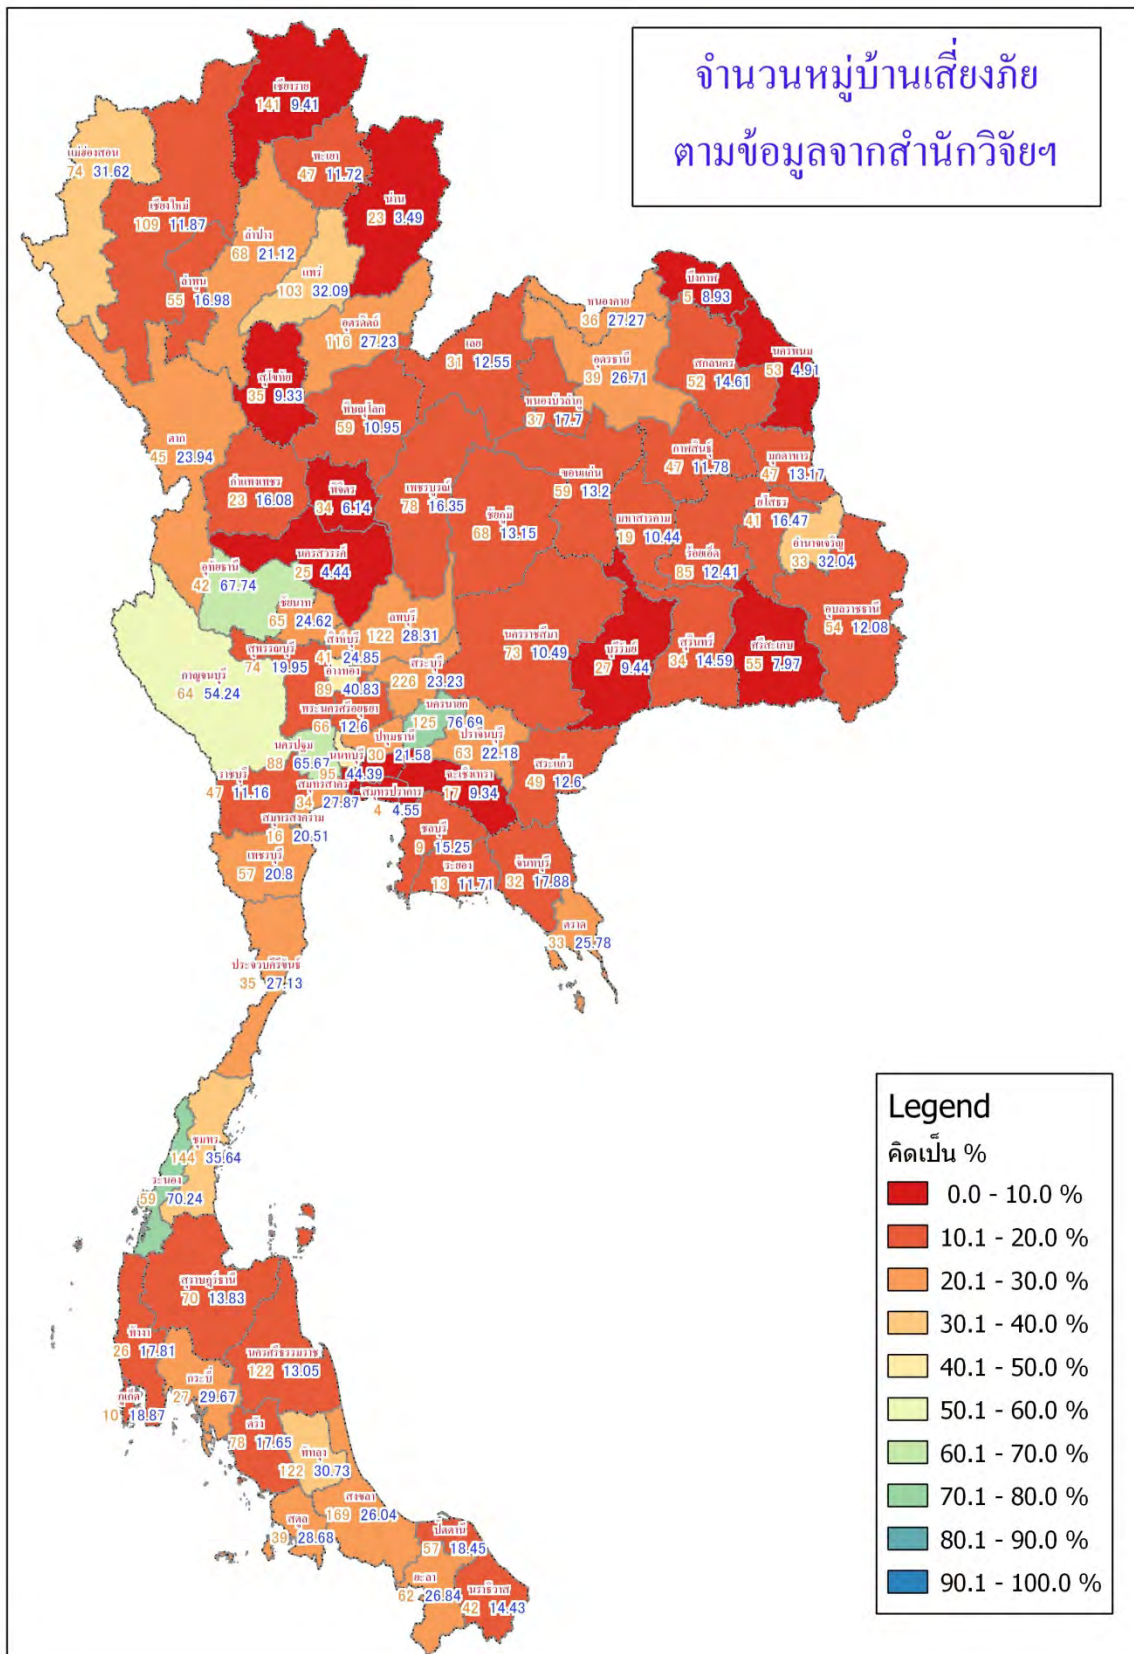 จำนวนหมู่บ้านเสี่ยงภัย
ตามข้อมูลจากสำนักวิจัยฯ
เชียงราย
141 9.41
แม่ฮ่องสอน
74 31.62
พะเยา
47 11.72
น่าน
23 3.49
เชียงใหม่
109 11.87
ลำปาง
68 21.12
ลำพูน
55 16.98
แพร่
103 32.09
อุตรดิตถ์
116 27.23
บึงกาฬ
5 8.93
หนองคาย
36 27.27
เลย
31 12.55
อุดรธานี
39 26.71
สกลนคร
52 14.61
นครพนม
53 4.91
สุโขทัย
35 9.33
พิษณุโลก
59 10.95
หนองบัวลำภู
37 17.7
ตาก
45 23.94
กำแพงเพชร
23 16.08
พิจิตร
34 6.14
เพชรบูรณ์
78 16.35
ขอนแก่น
59 13.2
กาฬสินธุ์
47 11.78
มุกดาหาร
47 13.17
ชัยภูมิ
68 13.15
มหาสารคาม
19 10.44
ยโสธร
41 16.47
อำนาจเจริญ
33 32.04
ร้อยเอ็ด
85 12.41
นครสวรรค์
25 4.44
อุทัยธานี
42 67.74
ชัยนาท
65 24.62
ลพบุรี
122 28.31
นครราชสีมา
73 10.49
บุรีรัมย์
27 9.44
สุรินทร์
34 14.59
ศรีสะเกษ
55 7.97
อุบลราชธานี
54 12.08
สิงห์บุรี
41 24.85
สุพรรณบุรี
74 19.95
อ่างทอง
89 40.83
สระบุรี
226 23.23
กาญจนบุรี
64 54.24
พระนครศรีอยุธยา
66 12.6
นครนายก
125 76.69
ปทุมธานี
30 21.58
ปราจีนบุรี
63 22.18
นครปฐม
88 65.67
นนทบุรี
95 44.39
สระแก้ว
49 12.6
ราชบุรี
47 11.16
สมุทรสาคร
34 27.87
สมุทรปราการ
4 4.55
ฉะเชิงเทรา
17 9.34
สมุทรสงคราม
16 20.51
ชลบุรี
9 15.25
เพชรบุรี
57 20.8
ระยอง
13 11.71
จันทบุรี
32 17.88
ตราด
33 25.78
ประจวบคีรีขันธ์
35 27.13
ชุมพร
144 35.64
ระนอง
59 70.24
สุราษฎร์ธานี
70 13.83
พังงา
26 17.81
นครศรีธรรมราช
122 13.05
กระบี่
27 29.67
ภูเก็ต
10 18.87
ตรัง
78 17.65
พัทลุง
122 30.73
สงขลา
169 26.04
สตูล
39 28.68
ปัตตานี
57 18.45
ยะลา
62 26.84
นราธิวาส
42 14.43
Legend
คิดเป็น %
0.0 - 10.0 %
10.1 - 20.0 %
20.1 - 30.0 %
30.1 - 40.0 %
40.1 - 50.0 %
50.1 - 60.0 %
60.1 - 70.0 %
70.1 - 80.0 %
80.1 - 90.0 %
90.1 - 100.0 %